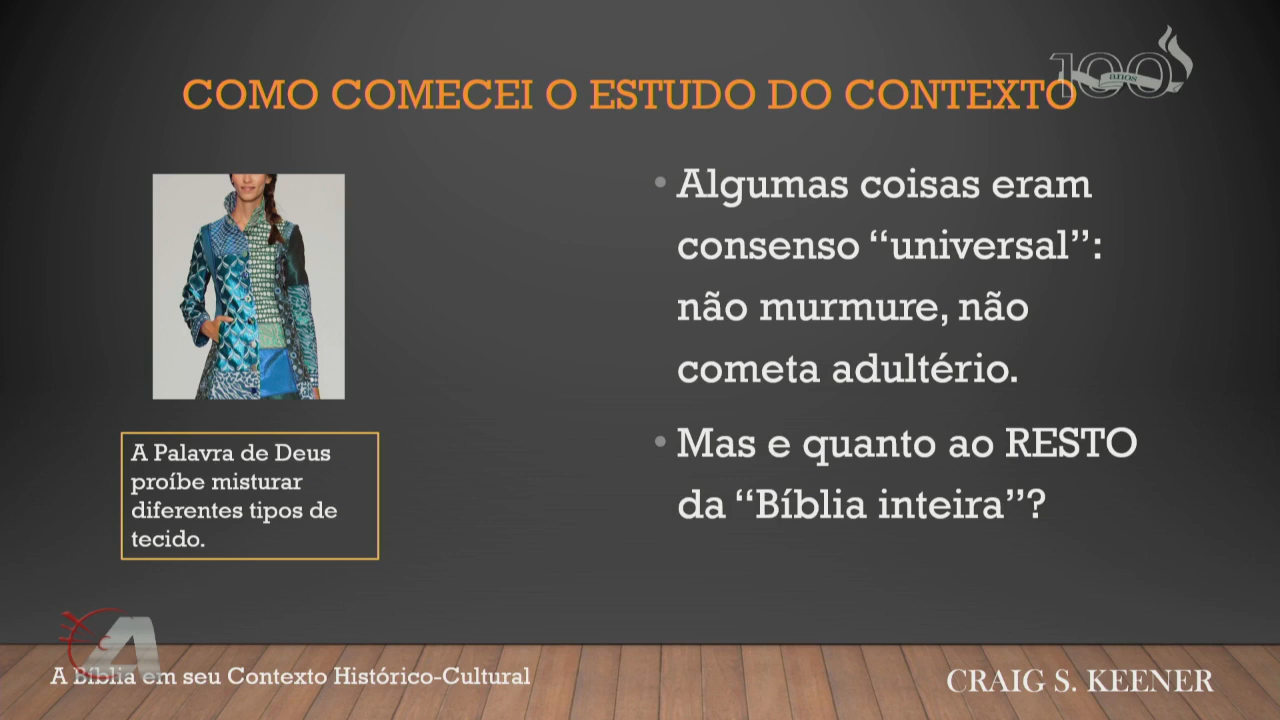 100
anos
COMO COMECEI O ESTUDO DO CONTEXTO
• Algumas coisas eram
consenso “universal”:
não murmure, não
cometa adultério.
• Mas e quanto ao RESTO
da “Bíblia inteira”?
A Palavra de Deus
proíbe misturar
diferentes tipos de
tecido.
A Bíblia em seu Contexto Histórico-Cultural
CRAIG S. KEENER